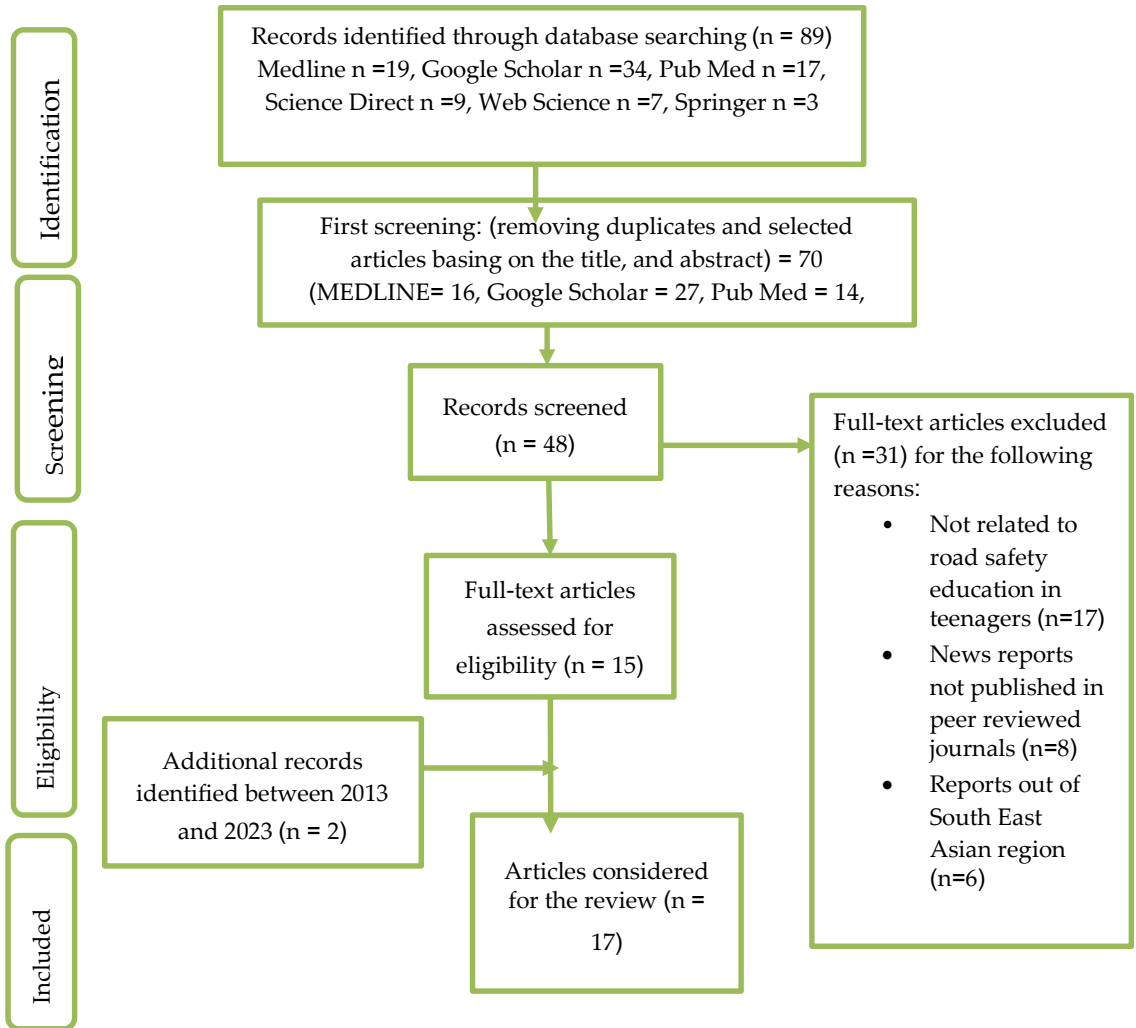 Identification
Records identified through database searching (n = 89)
Medline n =19, Google Scholar n =34, Pub Med n =17,
Science Direct n =9, Web Science n =7, Springer n =3
First screening: (removing duplicates and selected
articles basing on the title, and abstract) = 70
(MEDLINE= 16, Google Scholar = 27, Pub Med = 14,
Screening
Records screened
(n = 48)
Full-text articles excluded
(n =31) for the following
reasons:
• Not related to
road safety
education in
teenagers (n=17)
• News reports
not published in
peer reviewed
journals (n=8)
• Reports out of
South East
Asian region
(n=6)
Eligibility
Full-text articles
assessed for
eligibility (n = 15)
Additional records
identified between 2013
and 2023 (n = 2)
Included
Articles considered
for the review (n =
17)